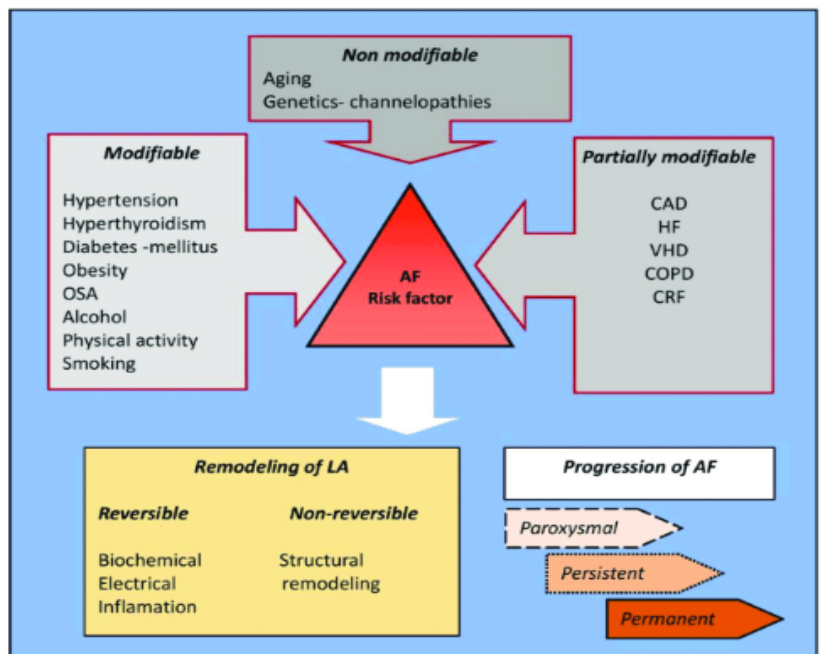 Non modifiable
Aging
Genetics- channelopathies
Modifiable
Hypertension
Hyperthyroidism
Diabetes -mellitus
Obesity
OSA
Alcohol
Physical activity
Smoking
AF
Risk factor
Partially modifiable
CAD
HF
VHD
COPD
CRF
Remodeling of LA
Reversible
Biochemical
Electrical
Inflamation
Non-reversible
Structural
remodeling
Progression of AF
Paroxysmal
Persistent
Permanent